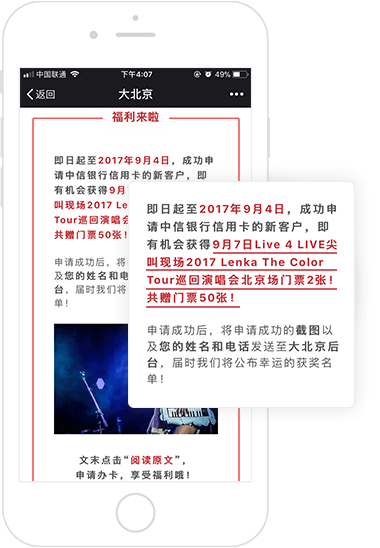 中国联通 下午4:07 49%
返回 大北京
福利来啦
即日起至2017年9月4日，成功申
请中信银行信用卡的新客户，即
有机会获得9月
叫现场2017 L
Tour巡回演唱会
共赠门票50张！
申请成功后，将
及您的姓名和电
台，届时我们将
单！
即日起至2017年9月4日，成功申
请中信银行信用卡的新客户，即
有机会获得9月7日Live 4 LIVE尖
叫现场2017 Lenka The Color
Tour巡回演唱会北京场门票2张！
共赠门票50张！
申请成功后，将申请成功的截图以
及您的姓名和电话发送至大北京后
台，届时我们将公布幸运的获奖名
单！
文末点击“阅读原文”，
申请办卡，享受福利哦！